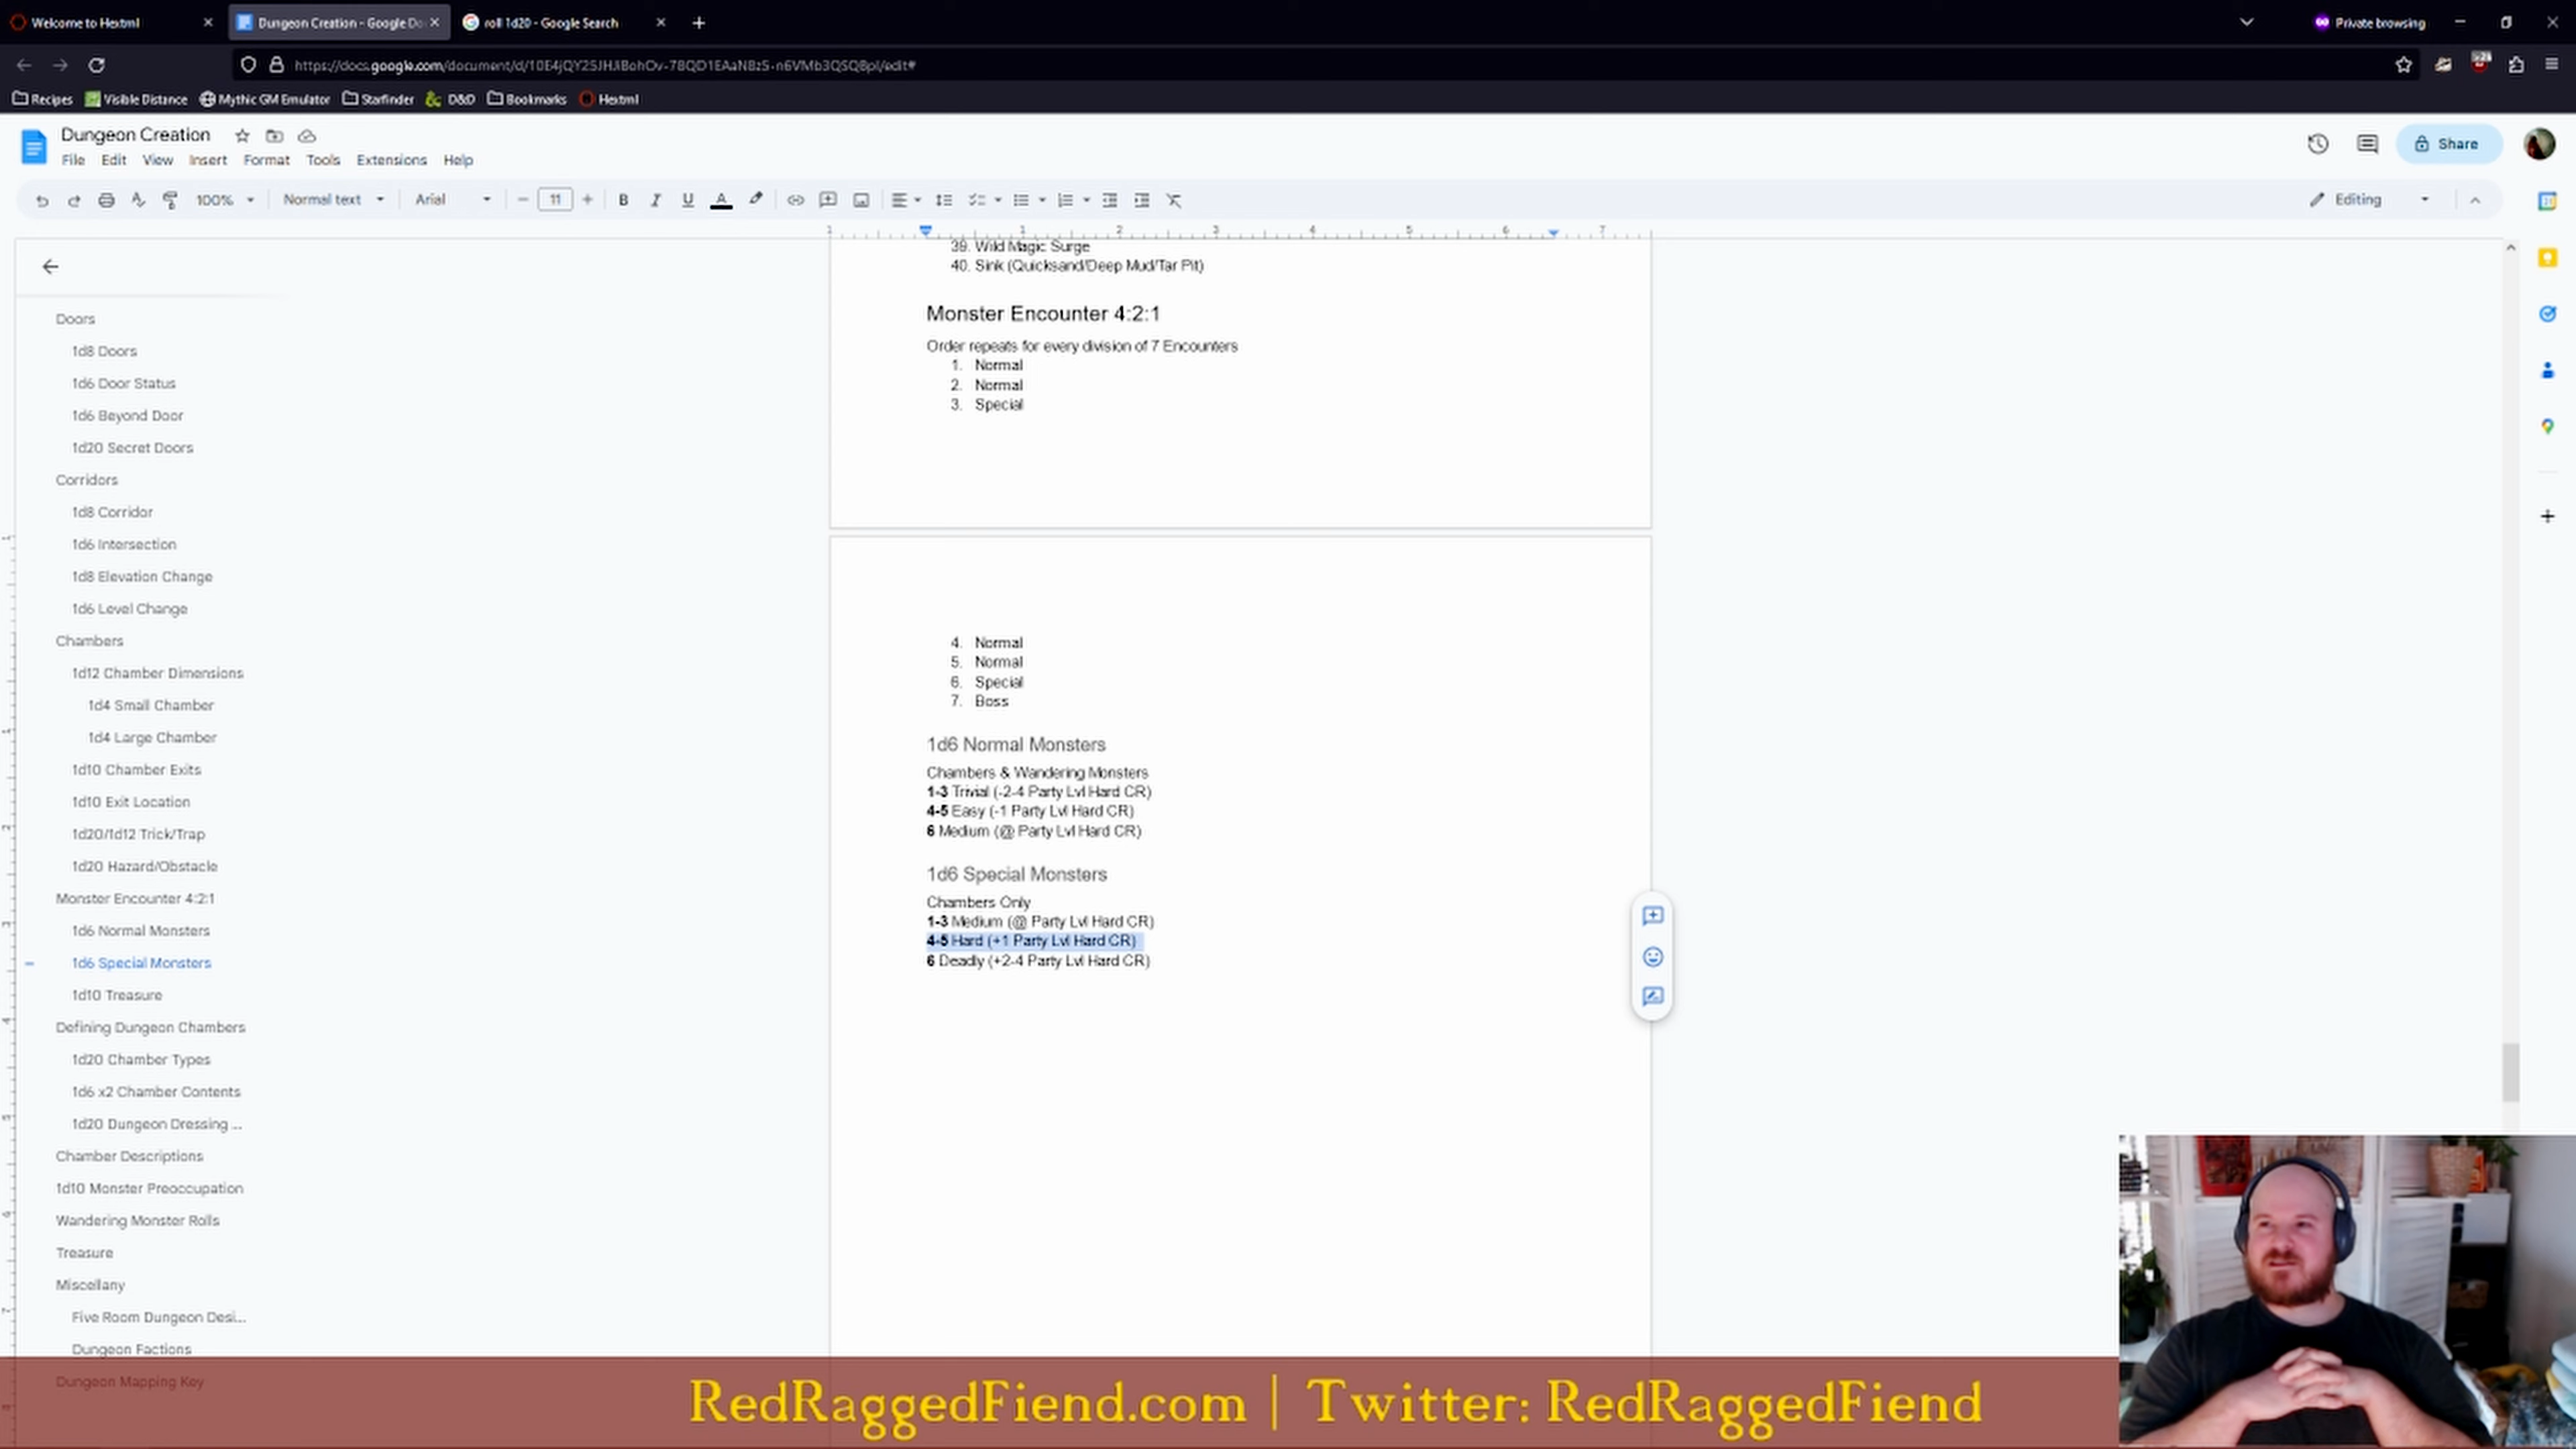 Welcome to Hextml
Dungeon Creation - Google Do
roll 1d20 - Google Search
Private browsing
Recipes
Visible Distance
Mythic GM Emulator
Starfinder
D&D
Bookmarks
Hextml
Dungeon Creation
File Edit View Insert Format Tools Extensions Help
Share
100%
Normal text
Arial
11
Editing
Doors
1d8 Doors
1d6 Door Status
1d6 Beyond Door
1d20 Secret Doors
Corridors
1d8 Corridor
1d6 Intersection
1d8 Elevation Change
1d6 Level Change
Chambers
1d12 Chamber Dimensions
1d4 Small Chamber
1d4 Large Chamber
1d10 Chamber Exits
1d10 Exit Location
1d20/1d12 Trick/Trap
1d20 Hazard/Obstacle
Monster Encounter 4:2:1
1d6 Normal Monsters
1d6 Special Monsters
1d10 Treasure
Defining Dungeon Chambers
1d20 Chamber Types
1d6 x2 Chamber Contents
1d20 Dungeon Dressing ...
Chamber Descriptions
1d10 Monster Preoccupation
Wandering Monster Rolls
Treasure
Miscellany
Five Room Dungeon Desi...
Dungeon Factions
Dungeon Mapping Key
39. Wild Magic Surge
40. Sink (Quicksand/Deep Mud/Tar Pit)
Monster Encounter 4:2:1
Order repeats for every division of 7 Encounters
1. Normal
2. Normal
3. Special
4. Normal
5. Normal
6. Special
7. Boss
1d6 Normal Monsters
Chambers & Wandering Monsters
1-3 Trivial (-2-4 Party Lvl Hard CR)
4-5 Easy (-1 Party Lvl Hard CR)
6 Medium (@ Party Lvl Hard CR)
1d6 Special Monsters
Chambers Only
1-3 Medium (@ Party Lvl Hard CR)
4-5 Hard (+1 Party Lvl Hard CR)
6 Deadly (+2-4 Party Lvl Hard CR)
RedRaggedFiend.com | Twitter: RedRaggedFiend